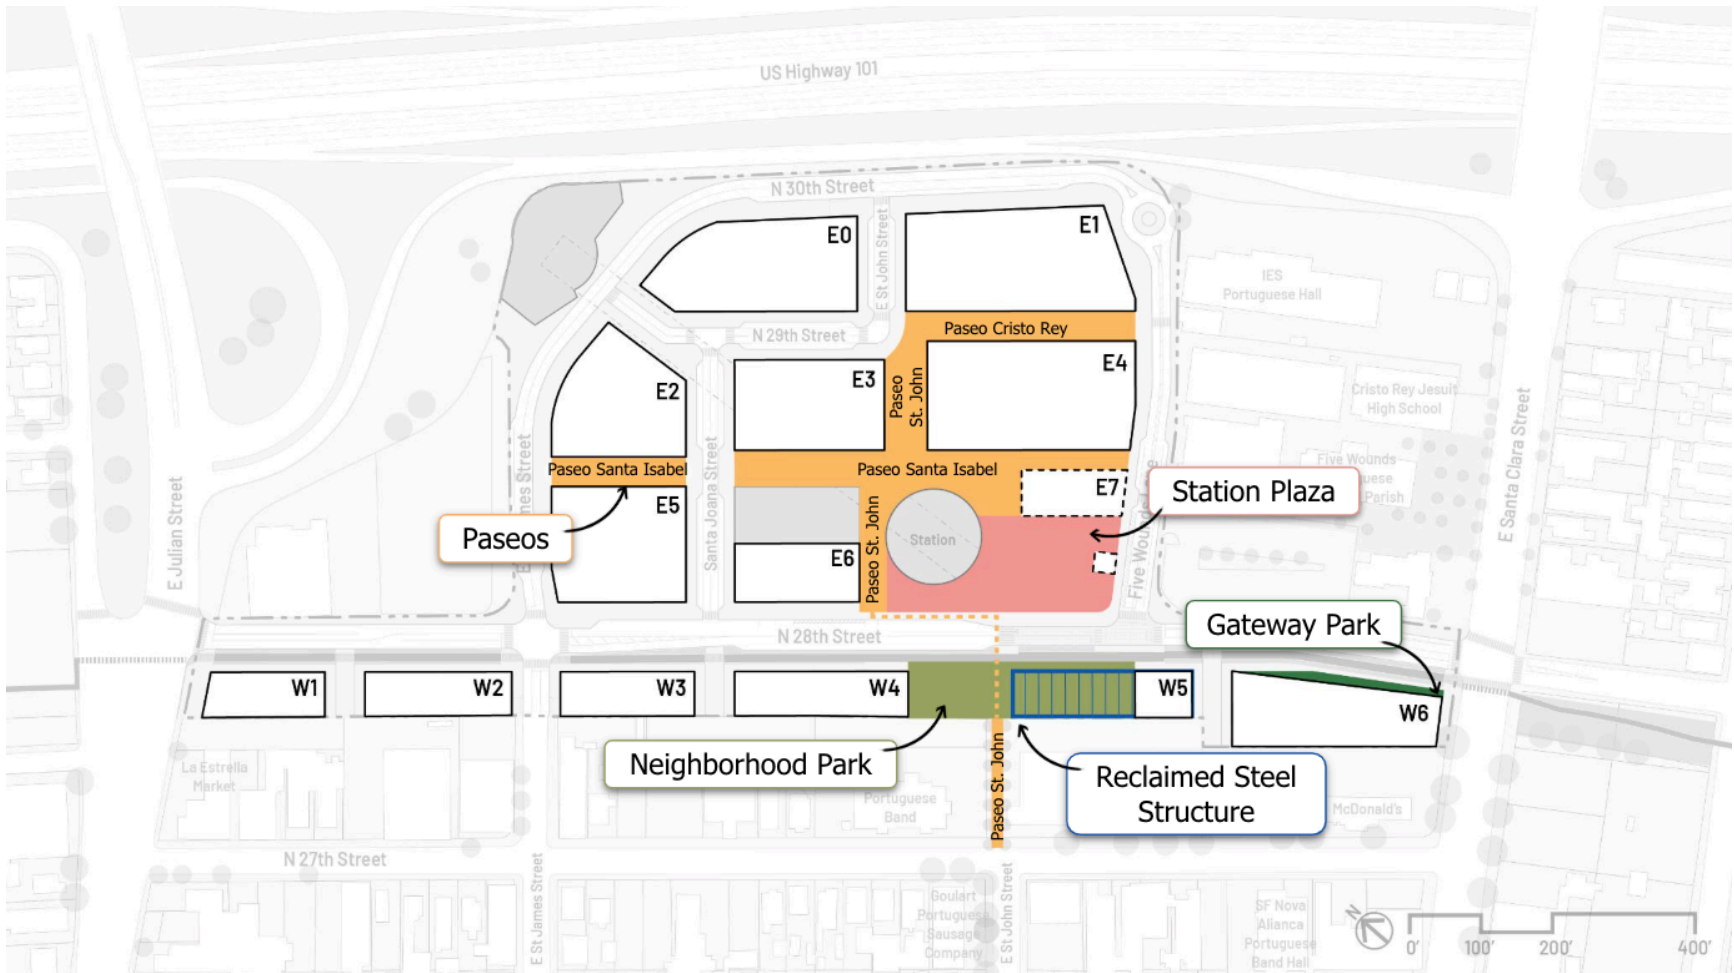 US Highway 101
N 30th Street
E0
E St John Street
E1
IES
Portuguese Hall
N 29th Street
Paseo Cristo Rey
E2
E3
Paseo
St. John
E4
Cristo Rey Jesuit
High School
E Santa Clara Street
E Julian Street
Santa Joana Street
Paseo Santa Isabel
Paseo Santa Isabel
Five Wounds
Parish
E5
E7
Station Plaza
Paseos
Station
E6
Paseo St. John
Five Wounds
N 28th Street
Gateway Park
W1
W2
W3
W4
W5
W6
Neighborhood Park
Reclaimed Steel
Structure
Paseo St. John
La Estrella
Market
Portuguese
Band
McDonald's
N 27th Street
E St James Street
E St John Street
Goulart
Portuguese
Sausage
Company
SF Nova
Alianca
Portuguese
Band Hall
N
0'
100'
200'
400'